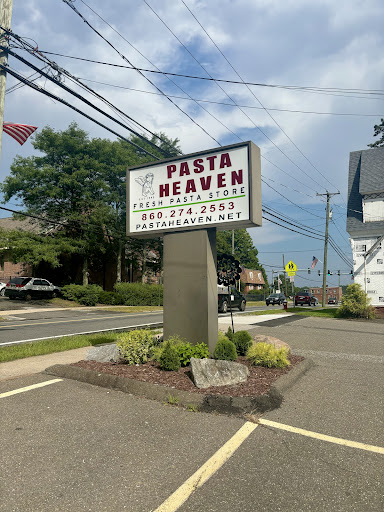 PASTA
HEAVEN
FRESH PASTA STORE
860.274.2553
PASTAHEAVEN.NET